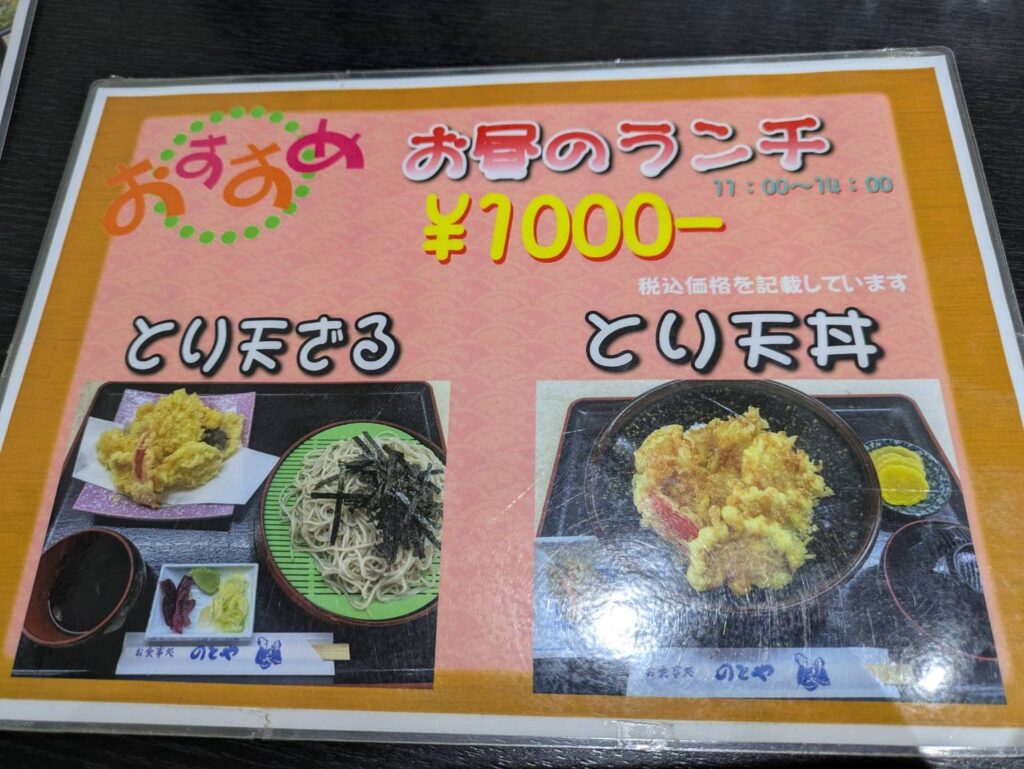 おすすめ
お昼のランチ
11：00～14：00
¥1000-
税込価格を記載しています
とり天ざる
とり天丼
お食事処 のとや
お食事処 のとや